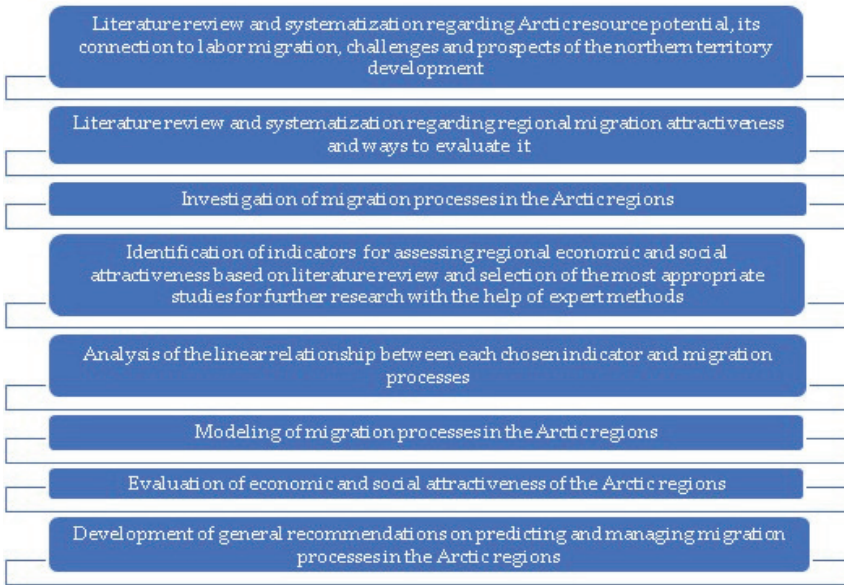 Literature review and systematization regarding Arctic resource potential, its
connection to labor migration, challenges and prospects of the northern territory
development
Literature review and systematization regarding regional migration attractiveness
and ways to evaluate it
Investigation of migration processes in the Arctic regions
Identification of indicators for assessing regional economic and social
attractiveness based on literature review and selection of the most appropriate
studies for further research with the help of expert methods
Analysis of the linear relationship between each chosen indicator and migration
processes
Modeling of migration processes in the Arctic regions
Evaluation of economic and social attractiveness of the Arctic regions
Development of general recommendations on predicting and managing migration
processes in the Arctic regions